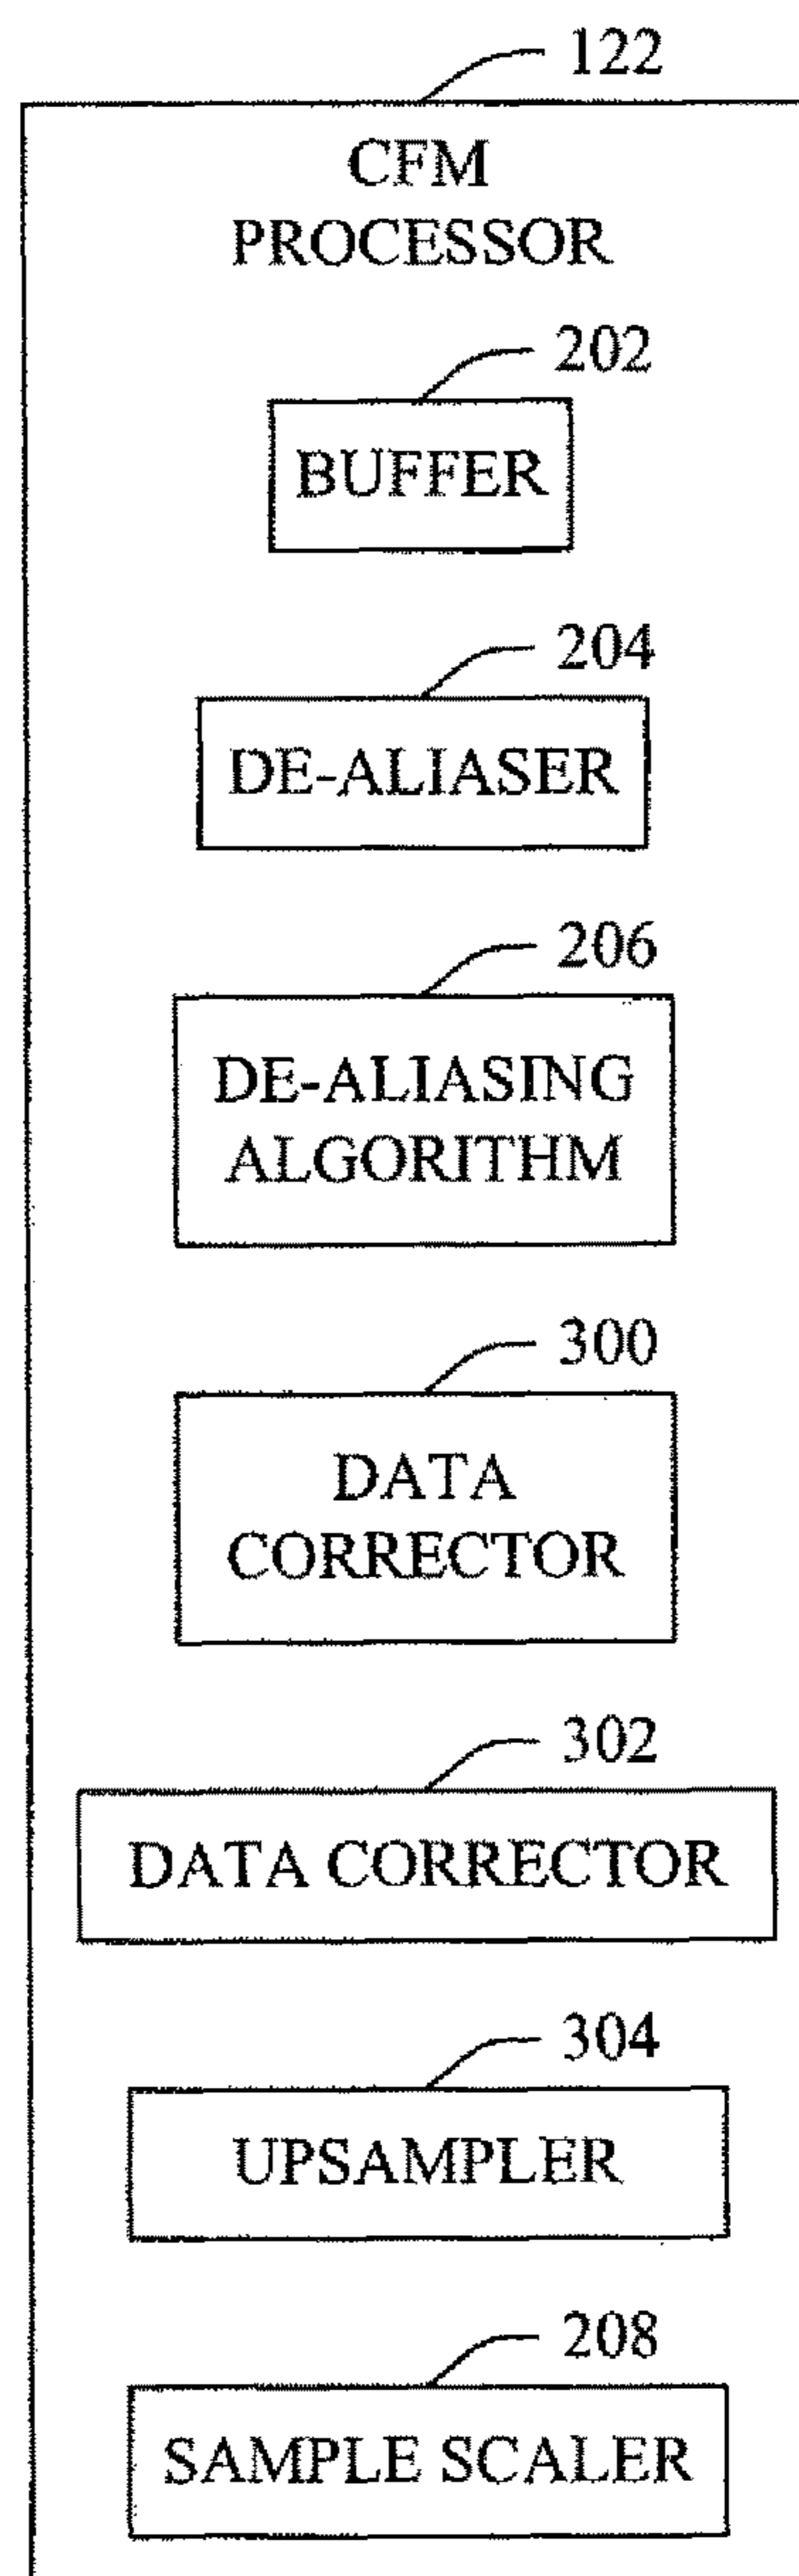 122
CFM
PROCESSOR
202
BUFFER
204
DE-ALIASER
206
DE-ALIASING
ALGORITHM
300
DATA
CORRECTOR
302
DATA CORRECTOR
304
UPSAMPLER
208
SAMPLE SCALER